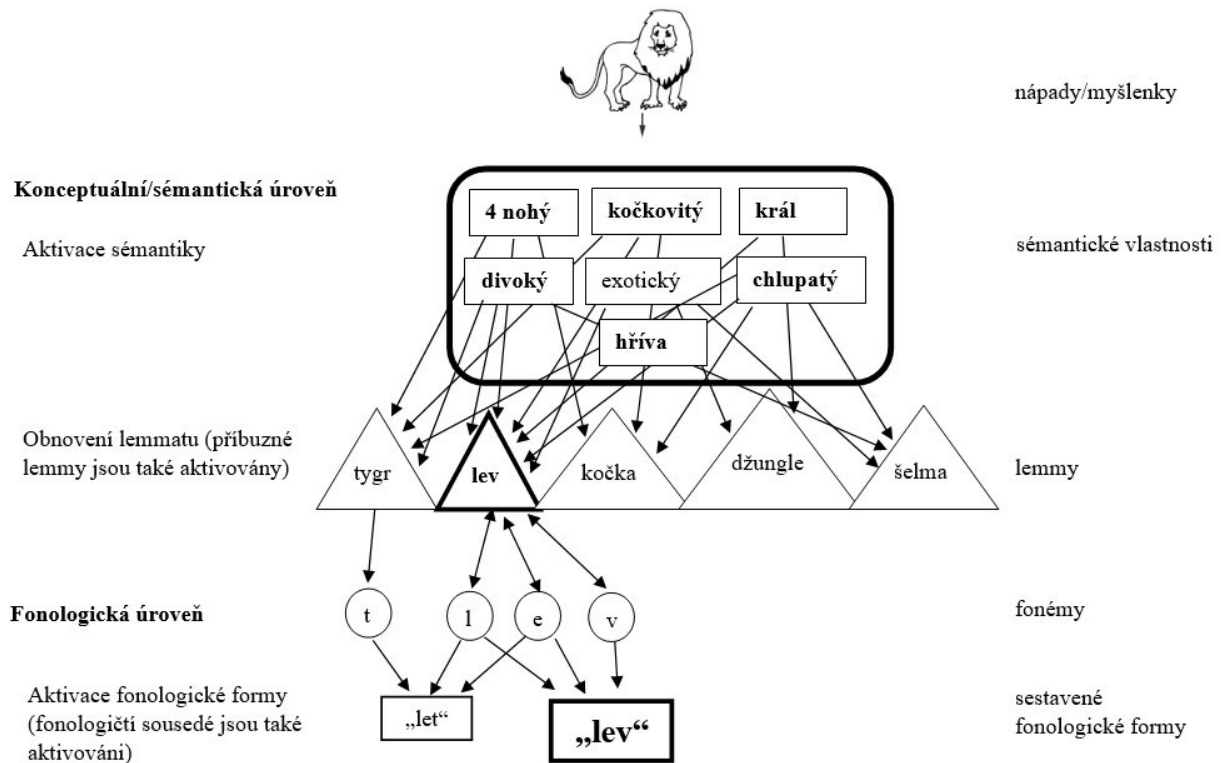 nápady/myšlenky
Konceptuální/sémantická úroveň
4 nohý
kočkovitý
král
Aktivace sémantiky
sémantické vlastnosti
divoký
exotický
chlupatý
hříva
Obnovení lemmatu (příbuzné
lemmy jsou také aktivovány)
tygr
lev
kočka
džungle
šelma
lemmy
Fonologická úroveň
t
l
e
v
fonémy
Aktivace fonologické formy
(fonologičtí sousedé jsou také
aktivováni)
„let“
„lev“
sestavené
fonologické formy